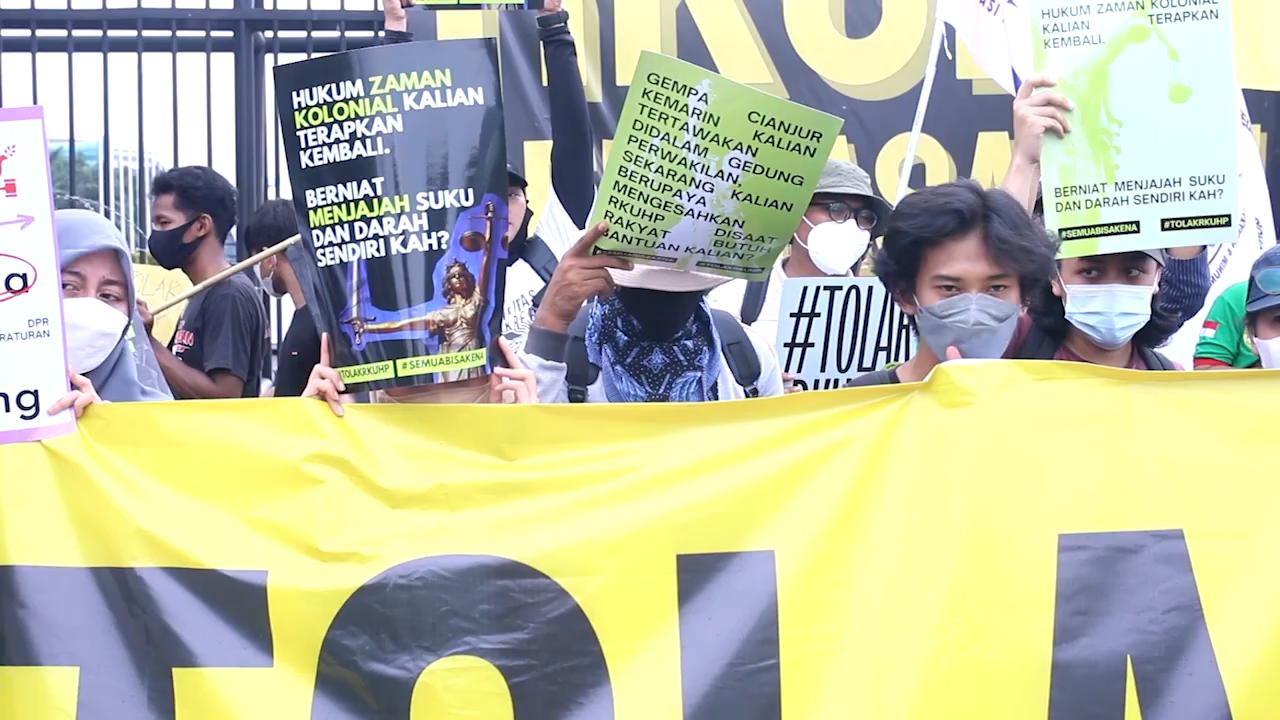 HUKUM ZAMAN
KOLONIAL KALIAN
TERAPKAN
KEMBALI.
BERNIAT
MENJAJAH SUKU
DAN DARAH
SENDIRI KAH?
#TOLAKRKUHP
#SEMUABISAKENA
GEMPA CIANJUR
KEMARIN KALIAN
TERTAWAKAN
DIDALAM GEDUNG
PERWAKILAN,
SEKARANG KALIAN
BERUPAYA
MENGESAHKAN
RKUHP DISAAT
RAKYAT BUTUH
BANTUAN KALIAN?
HUKUM ZAMAN KOLONIAL
KALIAN TERAPKAN
KEMBALI.
BERNIAT MENJAJAH SUKU
DAN DARAH SENDIRI KAH?
#SEMUABISAKENA
#TOLAKRKUHP
DPR
#TOLAK
TOLA